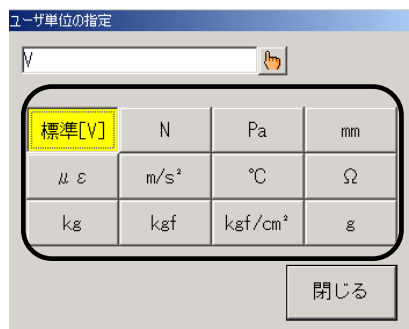 ユーザ単位の指定
V
標準[V] N Pa mm
μ ε m/s² ℃ Ω
kg kgf kgf/cm² g
閉じる